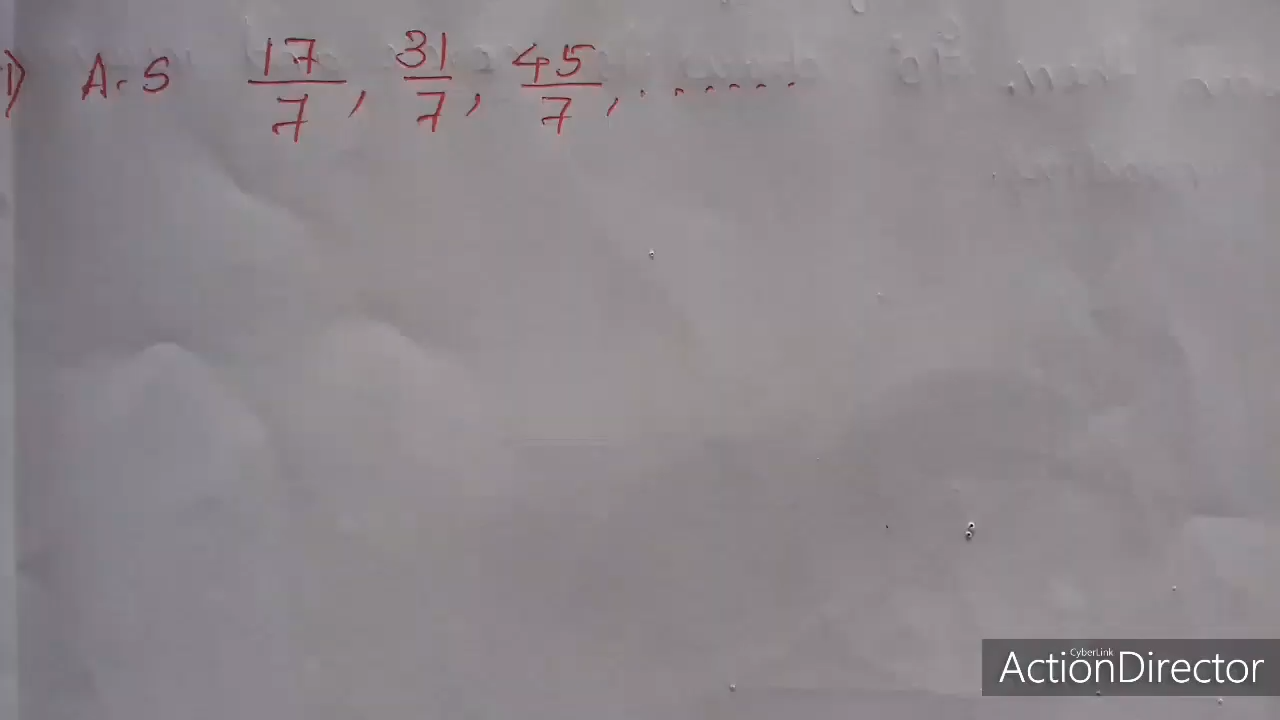 1) A.S 17/7, 31/7, 45/7, .......
CyberLink
ActionDirector